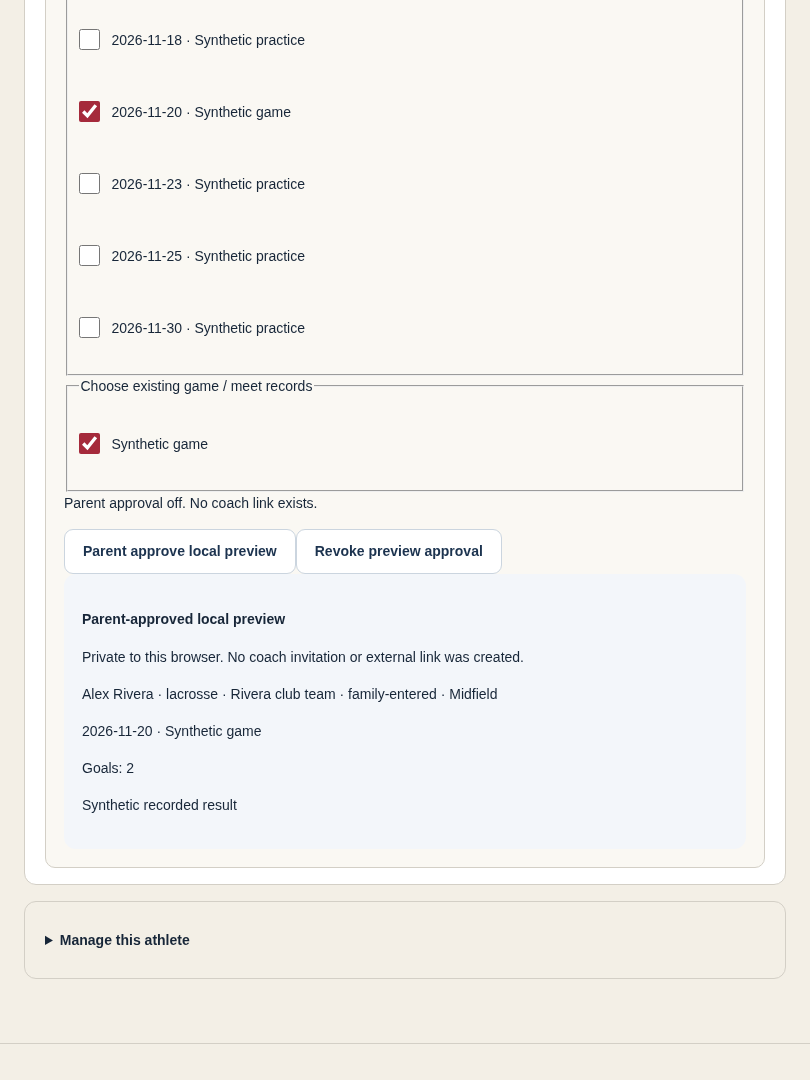 2026-11-18 · Synthetic practice
2026-11-20 · Synthetic game
2026-11-23 · Synthetic practice
2026-11-25 · Synthetic practice
2026-11-30 · Synthetic practice
Choose existing game / meet records
Synthetic game
Parent approval off. No coach link exists.
Parent approve local preview Revoke preview approval
Parent-approved local preview
Private to this browser. No coach invitation or external link was created.
Alex Rivera · lacrosse · Rivera club team · family-entered · Midfield
2026-11-20 · Synthetic game
Goals: 2
Synthetic recorded result
Manage this athlete